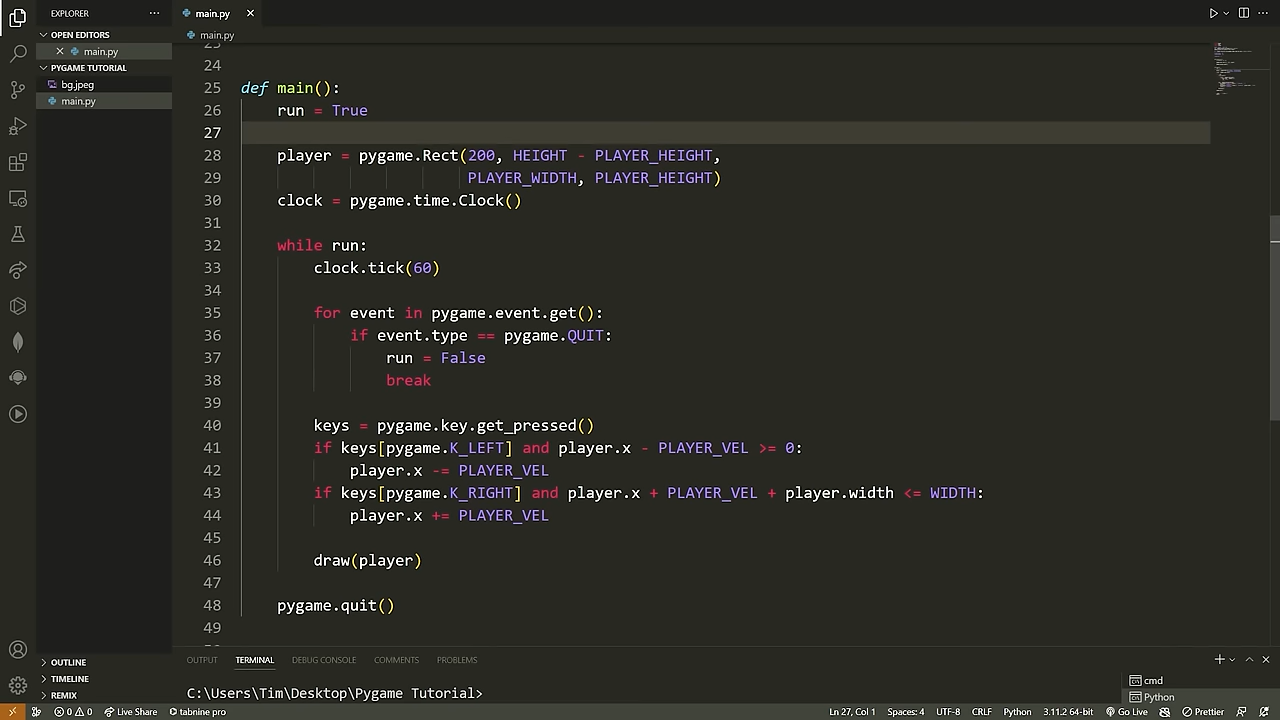 EXPLORER
main.py
OPEN EDITORS
main.py
main.py
PYGAME TUTORIAL
bg.jpeg
main.py
24
25 def main():
26 run = True
27
28 player = pygame.Rect(200, HEIGHT - PLAYER_HEIGHT,
29 PLAYER_WIDTH, PLAYER_HEIGHT)
30 clock = pygame.time.Clock()
31
32 while run:
33 clock.tick(60)
34
35 for event in pygame.event.get():
36 if event.type == pygame.QUIT:
37 run = False
38 break
39
40 keys = pygame.key.get_pressed()
41 if keys[pygame.K_LEFT] and player.x - PLAYER_VEL >= 0:
42 player.x -= PLAYER_VEL
43 if keys[pygame.K_RIGHT] and player.x + PLAYER_VEL + player.width <= WIDTH:
44 player.x += PLAYER_VEL
45
46 draw(player)
47
48 pygame.quit()
49
OUTLINE
TIMELINE
REMIX
OUTPUT TERMINAL DEBUG CONSOLE COMMENTS PROBLEMS
C:\Users\Tim\Desktop\Pygame Tutorial>
cmd
Python
0 0 Live Share tabnine pro
Ln 27, Col 1 Spaces: 4 UTF-8 CRLF Python 3.11.2 64-bit Go Live Prettier